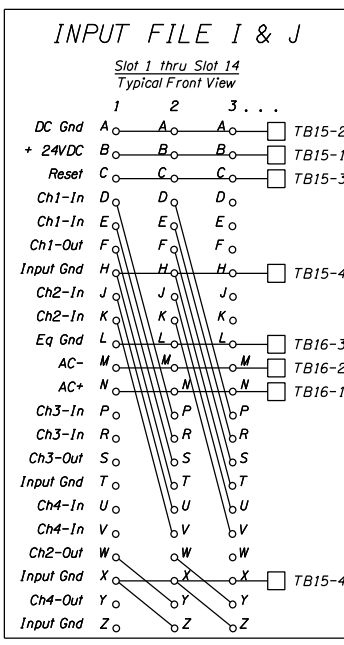 INPUT FILE I & J
Slot 1 thru Slot 14
Typical Front View
1 2 3 . . .
DC Gnd A A A TB15-2
+ 24VDC B B B TB15-1
Reset C C C TB15-3
Ch1-In D D D
Ch1-In E E E
Ch1-Out F F F
Input Gnd H H H TB15-4
Ch2-In J J J
Ch2-In K K K
Eq Gnd L L L TB16-3
AC- M M M TB16-2
AC+ N N N TB16-1
Ch3-In P P P
Ch3-In R R R
Ch3-Out S S S
Input Gnd T T T
Ch4-In U U U
Ch4-In V V V
Ch2-Out W W W
Input Gnd X X X TB15-4
Ch4-Out Y Y Y
Input Gnd Z Z Z